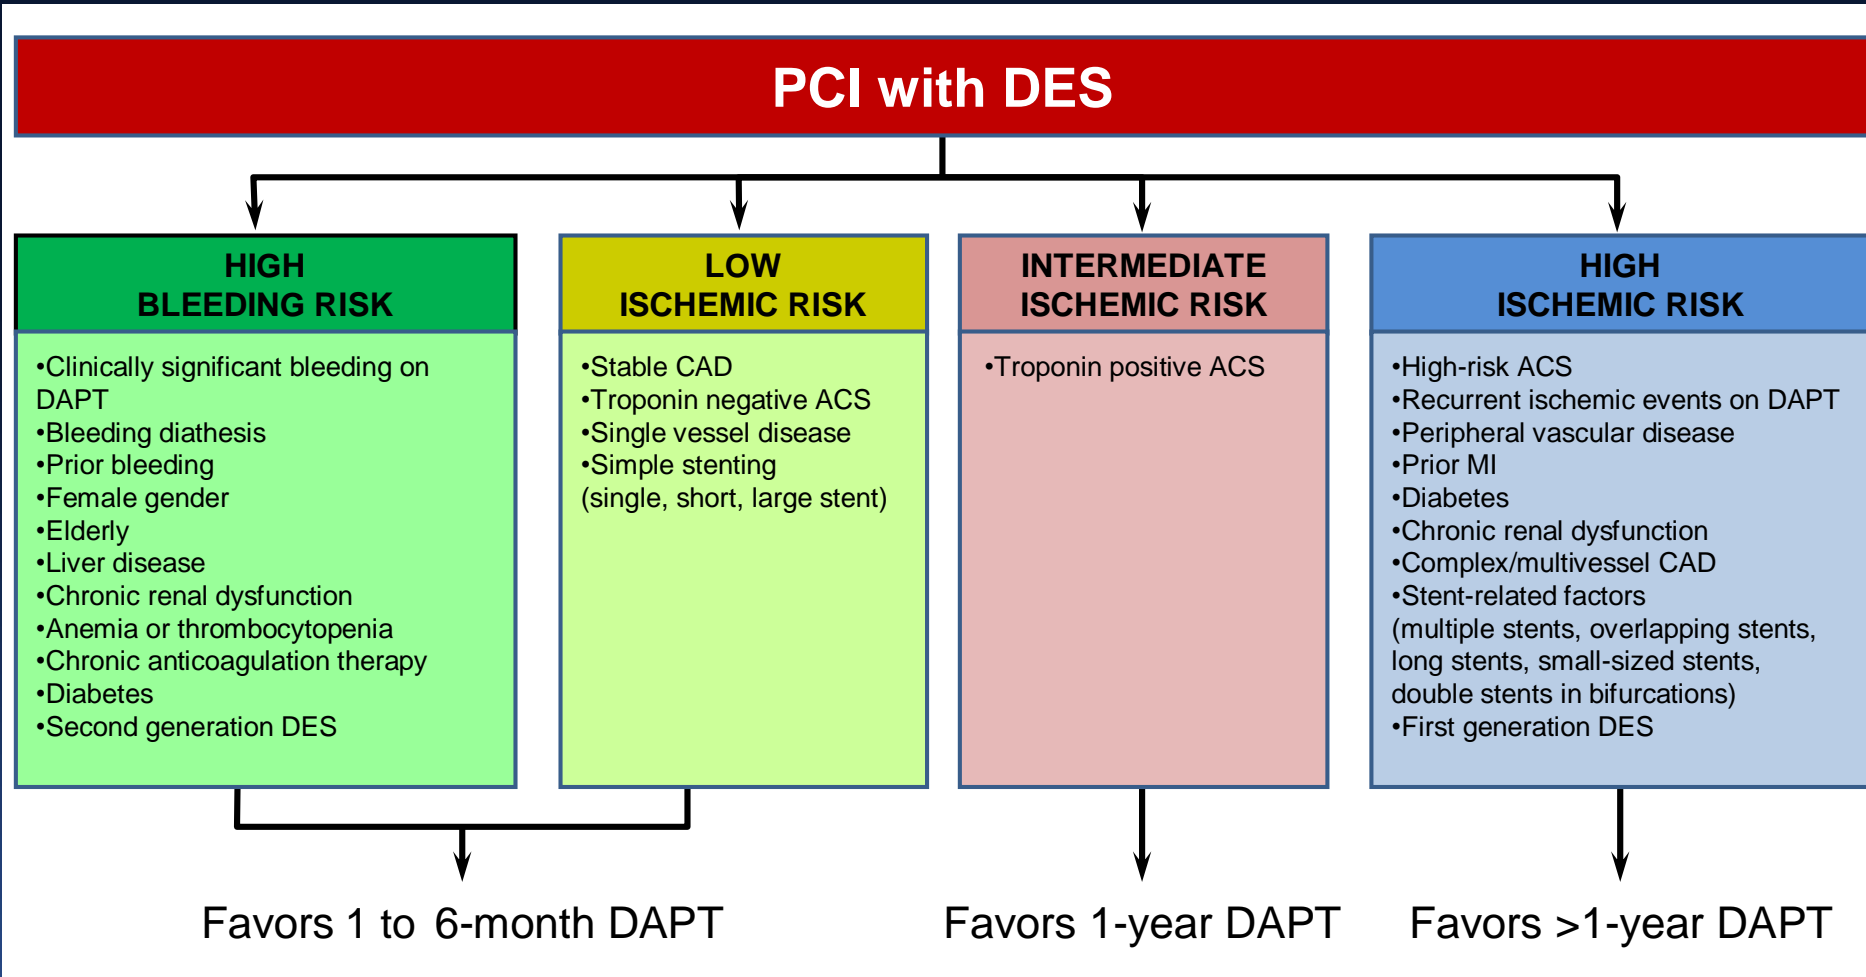 PCI with DES
HIGH
BLEEDING RISK
•Clinically significant bleeding on
DAPT
•Bleeding diathesis
•Prior bleeding
•Female gender
•Elderly
•Liver disease
•Chronic renal dysfunction
•Anemia or thrombocytopenia
•Chronic anticoagulation therapy
•Diabetes
•Second generation DES
LOW
ISCHEMIC RISK
•Stable CAD
•Troponin negative ACS
•Single vessel disease
•Simple stenting
(single, short, large stent)
INTERMEDIATE
ISCHEMIC RISK
•Troponin positive ACS
HIGH
ISCHEMIC RISK
•High-risk ACS
•Recurrent ischemic events on DAPT
•Peripheral vascular disease
•Prior MI
•Diabetes
•Chronic renal dysfunction
•Complex/multivessel CAD
•Stent-related factors
(multiple stents, overlapping stents,
long stents, small-sized stents,
double stents in bifurcations)
•First generation DES
Favors 1 to 6-month DAPT
Favors 1-year DAPT
Favors >1-year DAPT